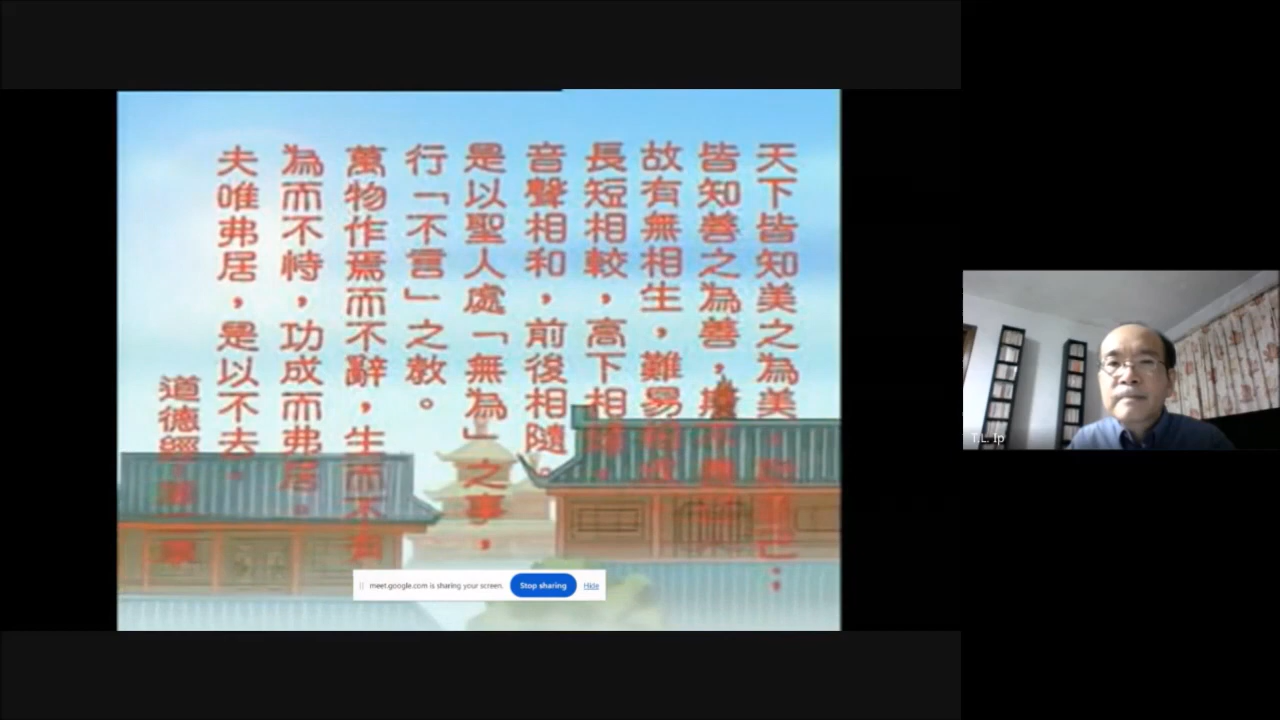 天下皆知美之為美，已；
皆知善之為善，
故有無相生，難易相
長短相較，高下相
音聲相和，前後相隨。
是以聖人處「無為」之事，
行「不言」之教。
萬物作焉而不辭，生而不有
為而不恃，功成而弗居。
夫唯弗居，是以不去。
道德經 章
meet.google.com is sharing your screen. Stop sharing Hide
T.L. Ip